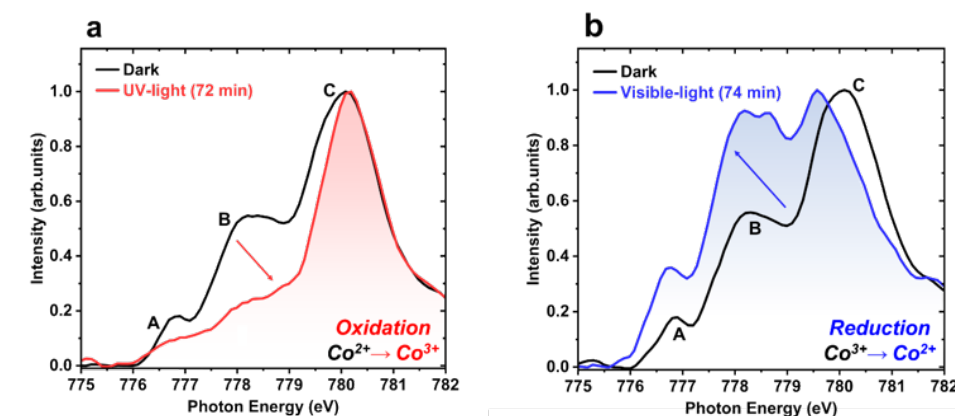 a
Dark
UV-light (72 min)
A
B
C
Oxidation
Co²⁺→ Co³⁺
Intensity (arb.units)
1.0
0.8
0.6
0.4
0.2
0.0
775 776 777 778 779 780 781 782
Photon Energy (eV)
b
Dark
Visible-light (74 min)
A
B
C
Reduction
Co³⁺→ Co²⁺
Intensity (arb.units)
1.0
0.8
0.6
0.4
0.2
0.0
775 776 777 778 779 780 781 782
Photon Energy (eV)